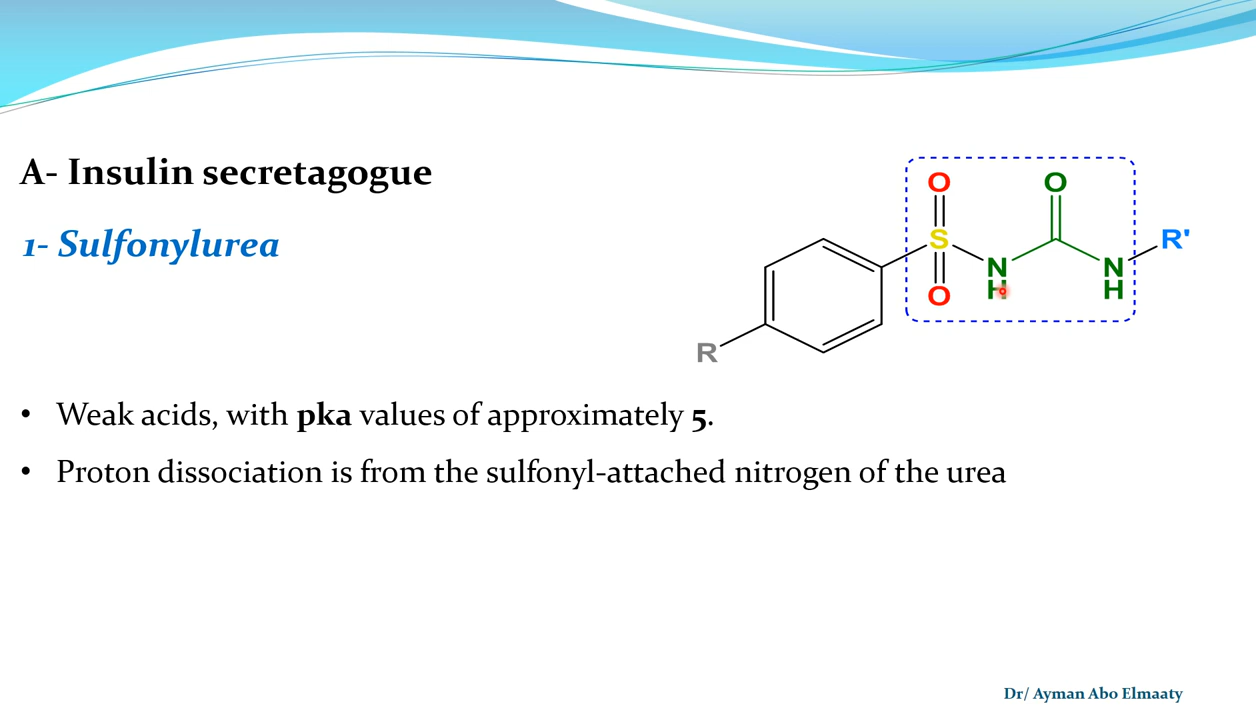 A- Insulin secretagogue
1- Sulfonylurea
O O
S R'
N N
H H
O
R
• Weak acids, with pka values of approximately 5.
• Proton dissociation is from the sulfonyl-attached nitrogen of the urea
Dr/ Ayman Abo Elmaaty